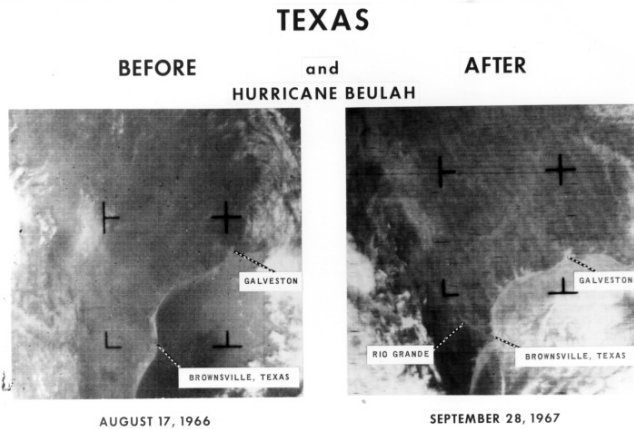 TEXAS
BEFORE and AFTER
HURRICANE BEULAH
GALVESTON
BROWNSVILLE, TEXAS
GALVESTON
RIO GRANDE
BROWNSVILLE, TEXAS
AUGUST 17, 1966
SEPTEMBER 28, 1967